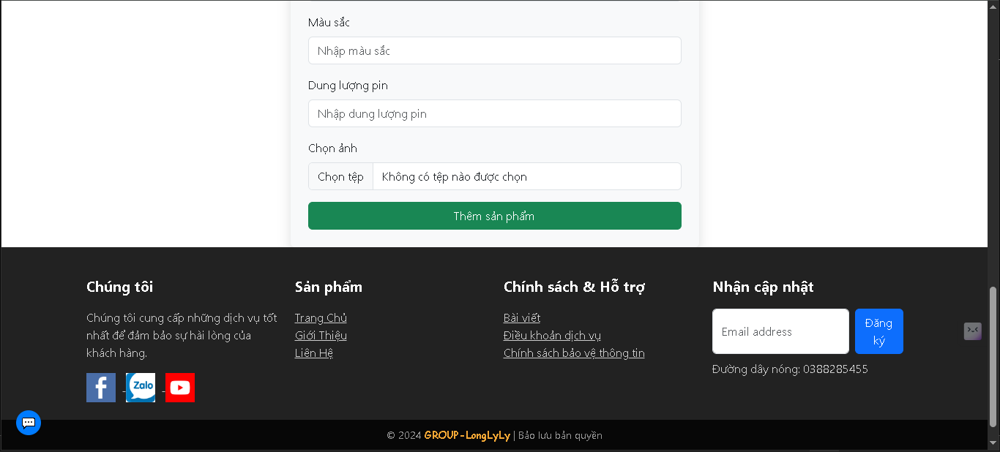 Màu sắc
Nhập màu sắc
Dung lượng pin
Nhập dung lượng pin
Chọn ảnh
Chọn tệp Không có tệp nào được chọn
Thêm sản phẩm
Chúng tôi
Chúng tôi cung cấp những dịch vụ tốt
nhất để đảm bảo sự hài lòng của
khách hàng.
Zalo
Sản phẩm
Trang Chủ
Giới Thiệu
Liên Hệ
Chính sách & Hỗ trợ
Bài viết
Điều khoản dịch vụ
Chính sách bảo vệ thông tin
Nhận cập nhật
Email address
Đăng
ký
Đường dây nóng: 0388285455
© 2024 GROUP-LongLyLy | Bảo lưu bản quyền